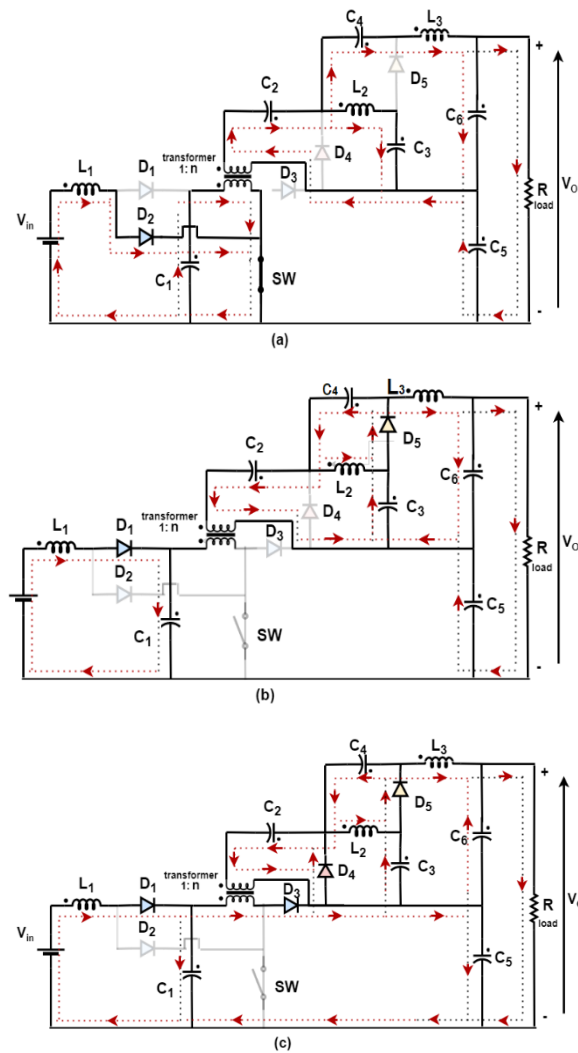 C4 L3
+
D5
C2 L2
C6
C3
D4
transformer
1: n
L1 D1 D3
Vin D2
R
load
VO
C5
C1 SW
-
(a)
C4 L3
+
D5
C2
L2 C6
C3
D4
transformer
1: n
L1 D1 D3
D2
R
load
VO
C1 C5
SW
-
(b)
C4 L3
+
D5
C2
L2 C6
C3
D4
transformer
1: n
L1 D1 D3
Vin
D2
R
load
C1 SW C5
-
(c)